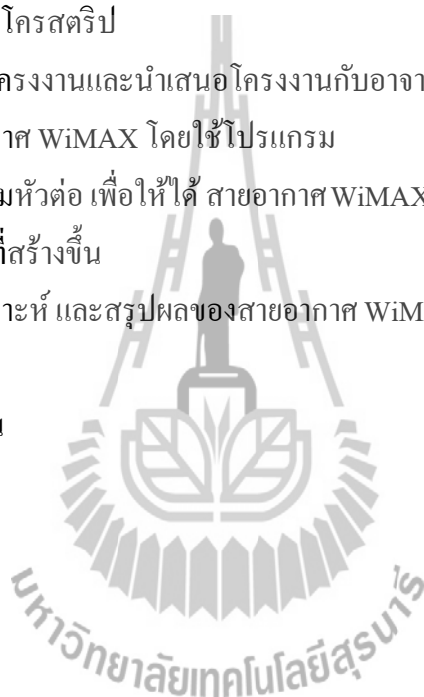 โครสตริป
ครงงานและนำเสนอโครงงานกับอาจา
าศ WiMAX โดยใช้โปรแกรม
มหัวต่อ เพื่อให้ได้ สายอากาศ WiMAX
ที่สร้างขึ้น
าะห์ และสรุปผลของสายอากาศ WiM
น
มหาวิทยาลัยเทคโนโลยีสุรนารี